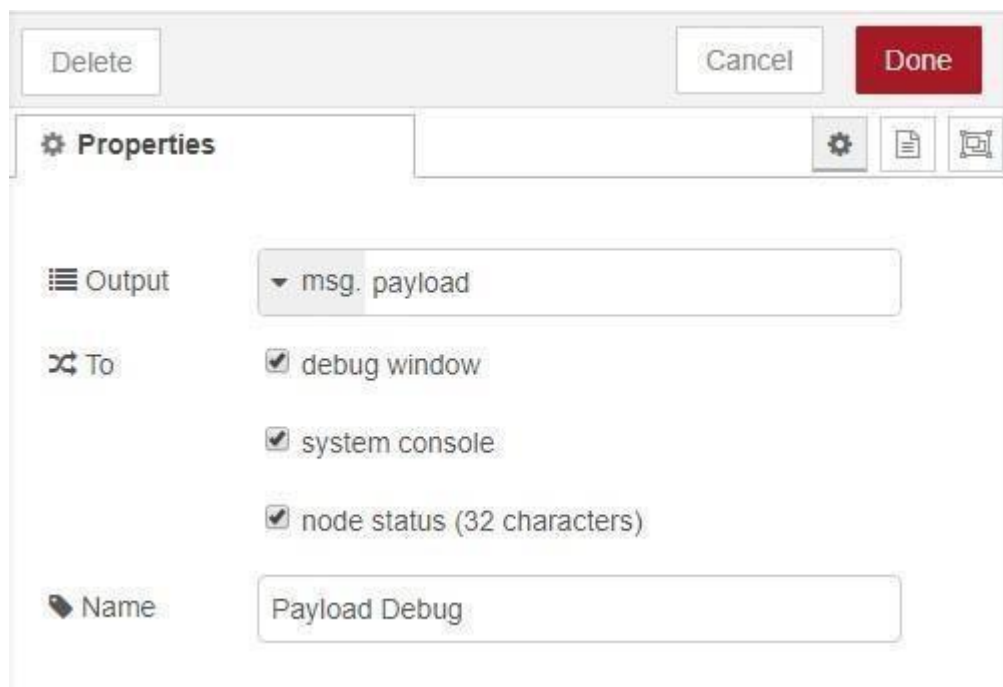 Delete Cancel Done
Properties
Output msg. payload
To debug window
system console
node status (32 characters)
Name Payload Debug